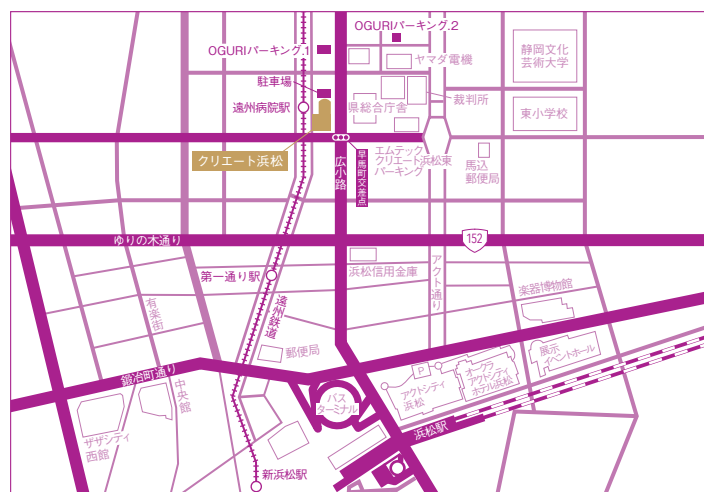 OGURIパーキング.2
OGURIパーキング.1
ヤマダ電機
静岡文化
芸術大学
駐車場
遠州病院駅
県総合庁舎
裁判所
東小学校
クリエート浜松
広小路
早馬町交差点
エムテック
クリエート浜松東
パーキング
馬込
郵便局
ゆりの木通り
152
第一通り駅
浜松信用金庫
アクト通り
楽器博物館
有楽街
遠州鉄道
郵便局
展示
イベントホール
鍛冶町通り
中央館
P
アクトシティ
浜松
オークラ
アクトシティ
ホテル浜松
バス
ターミナル
ザザシティ
西館
浜松駅
新浜松駅